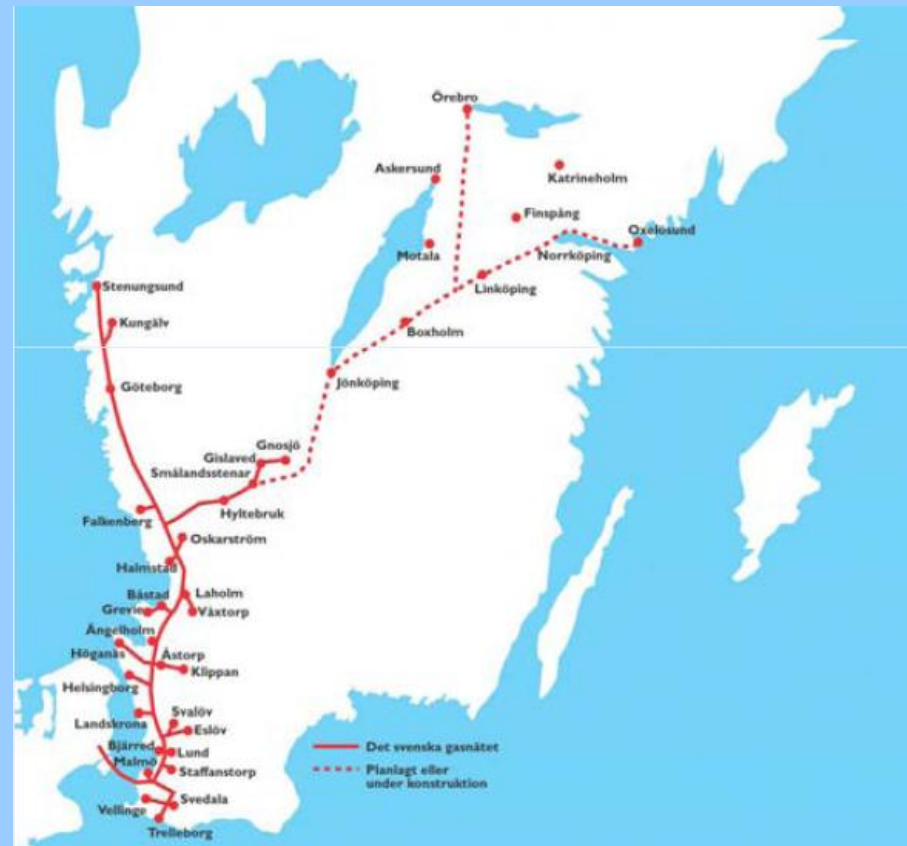 Örebro
Askersund
Katrineholm
Finspång
Oxelösund
Motala
Norrköping
Linköping
Stenungsund
Kungälv
Boxholm
Göteborg
Jönköping
Gnosjö
Gislaved
Smålandsstenar
Hyltebruk
Falkenberg
Oskarström
Halmstad
Båstad
Laholm
Grevie
Växtorp
Ängelholm
Höganäs
Åstorp
Klippan
Helsingborg
Svalöv
Landskrona
Eslöv
Bjärred
Lund
Malmö
Staffanstorp
Svedala
Vellinge
Trelleborg
Det svenska gasnätet
Planlagt eller
under konstruktion